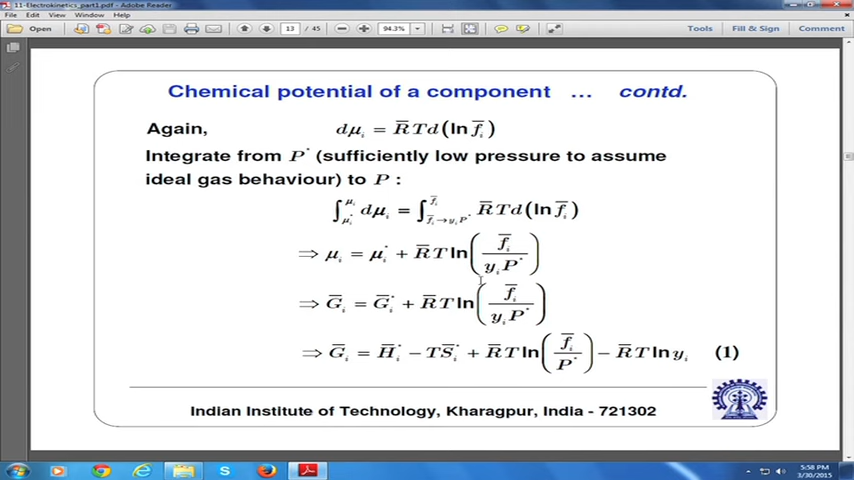 11-Electrokinetics_part1.pdf - Adobe Reader
File Edit View Window Help
Open 13 / 45 94.3% Tools Fill & Sign Comment
Chemical potential of a component ... contd.
Again, dμᵢ = R̄Td(ln f̄ᵢ)
Integrate from P* (sufficiently low pressure to assume
ideal gas behaviour) to P :
∫_{μᵢ*}^{μᵢ} dμᵢ = ∫_{f̄ᵢ→yᵢP*}^{f̄ᵢ} R̄Td(ln f̄ᵢ)
⇒ μᵢ = μᵢ* + R̄T ln(f̄ᵢ / yᵢP*)
⇒ Ḡᵢ = Ḡᵢ* + R̄T ln(f̄ᵢ / yᵢP*)
⇒ Ḡᵢ = H̄ᵢ* − TS̄ᵢ* + R̄T ln(f̄ᵢ / P*) − R̄T ln yᵢ (1)
Indian Institute of Technology, Kharagpur, India - 721302
5:58 PM
3/30/2015